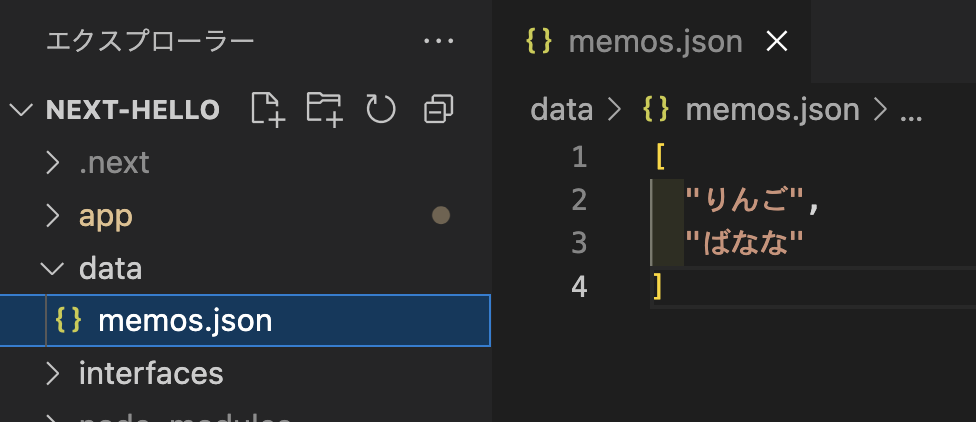 エクスプローラー
NEXT-HELLO
.next
app
data
memos.json
interfaces
node_modules
memos.json
data > memos.json > ...
1 [
2 "りんご",
3 "ばなな"
4 ]